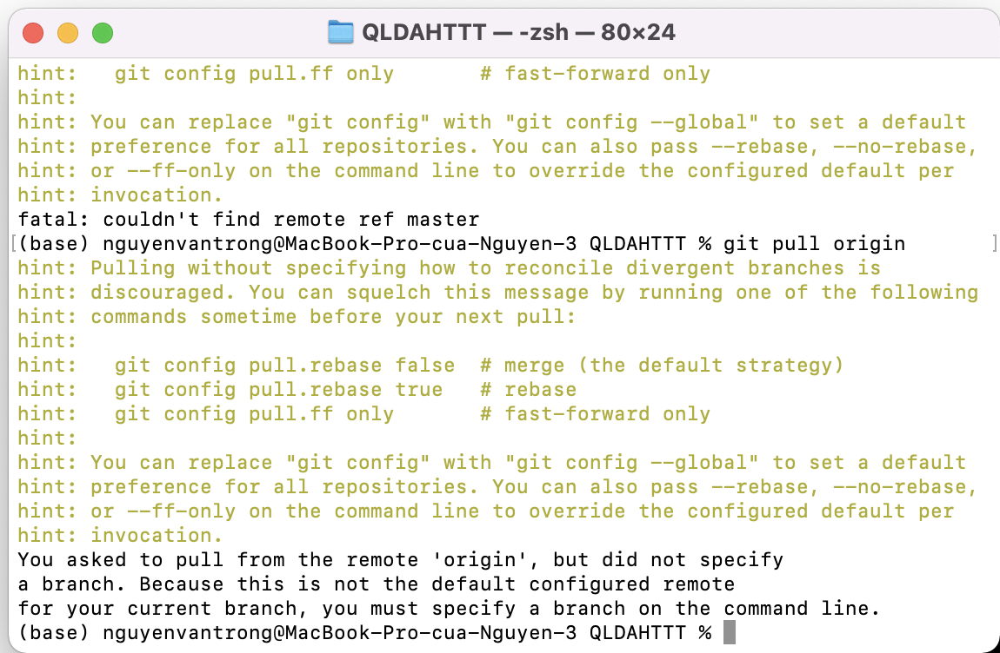 QLDAHTTT — -zsh — 80×24
hint:   git config pull.ff only       # fast-forward only
hint:
hint: You can replace "git config" with "git config --global" to set a default
hint: preference for all repositories. You can also pass --rebase, --no-rebase,
hint: or --ff-only on the command line to override the configured default per
hint: invocation.
fatal: couldn't find remote ref master
[(base) nguyenvantrong@MacBook-Pro-cua-Nguyen-3 QLDAHTTT % git pull origin       ]
hint: Pulling without specifying how to reconcile divergent branches is
hint: discouraged. You can squelch this message by running one of the following
hint: commands sometime before your next pull:
hint:
hint:   git config pull.rebase false  # merge (the default strategy)
hint:   git config pull.rebase true   # rebase
hint:   git config pull.ff only       # fast-forward only
hint:
hint: You can replace "git config" with "git config --global" to set a default
hint: preference for all repositories. You can also pass --rebase, --no-rebase,
hint: or --ff-only on the command line to override the configured default per
hint: invocation.
You asked to pull from the remote 'origin', but did not specify
a branch. Because this is not the default configured remote
for your current branch, you must specify a branch on the command line.
(base) nguyenvantrong@MacBook-Pro-cua-Nguyen-3 QLDAHTTT %